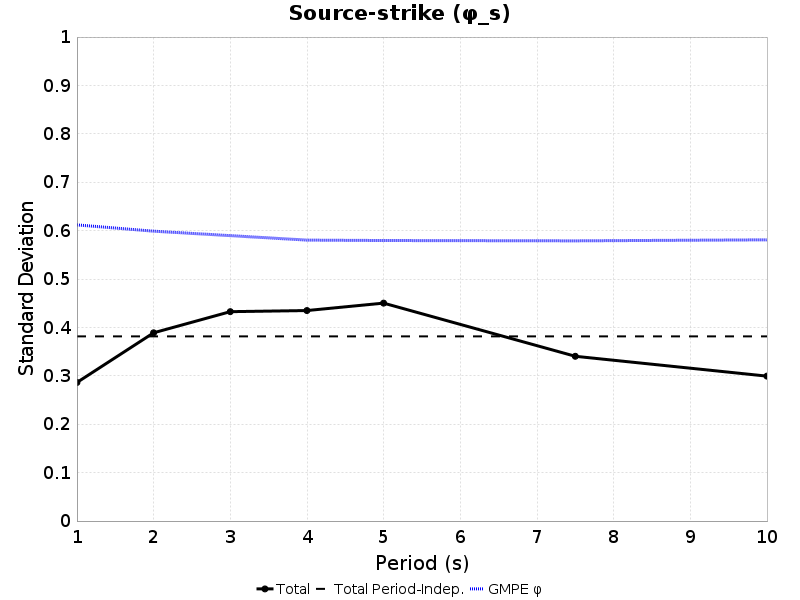 Source-strike (φ_s)
Standard Deviation
1
0.9
0.8
0.7
0.6
0.5
0.4
0.3
0.2
0.1
0
1 2 3 4 5 6 7 8 9 10
Period (s)
Total Total Period-Indep. GMPE φ